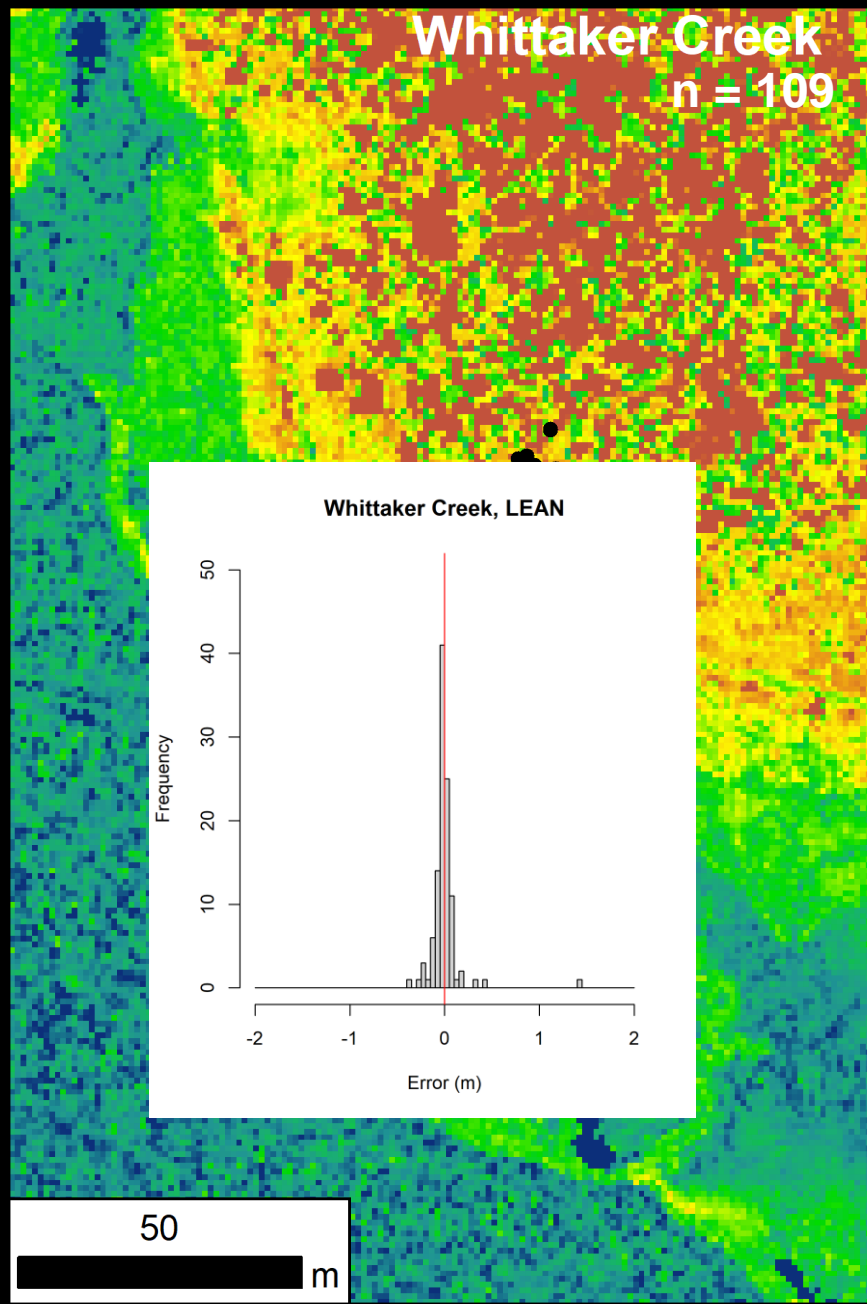 Whittaker Creek
n = 109
Whittaker Creek, LEAN
Frequency
50
40
30
20
10
0
-2 -1 0 1 2
Error (m)
50
m